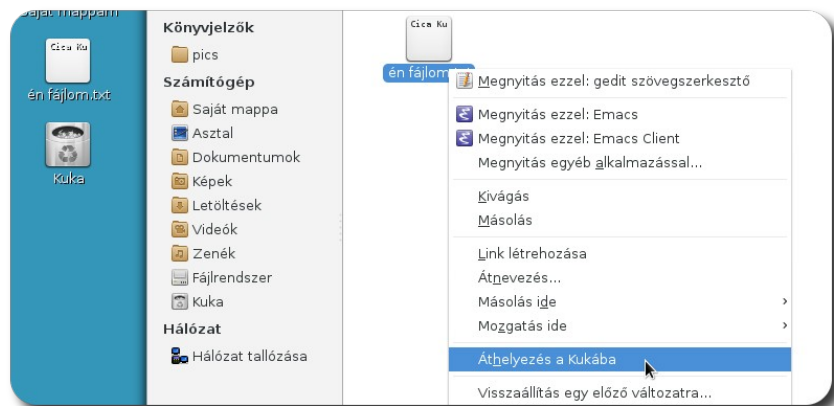 Saját mappám
Cica Ku
én fájlom.txt
Kuka
Könyvjelzők
pics
Számítógép
Saját mappa
Asztal
Dokumentumok
Képek
Letöltések
Videók
Zenék
Fájlrendszer
Kuka
Hálózat
Hálózat tallózása
Cica Ku
én fájlom
Megnyitás ezzel: gedit szövegszerkesztő
Megnyitás ezzel: Emacs
Megnyitás ezzel: Emacs Client
Megnyitás egyéb alkalmazással...
Kivágás
Másolás
Link létrehozása
Átnevezés...
Másolás ide
Mozgatás ide
Áthelyezés a Kukába
Visszaállítás egy előző változatra...